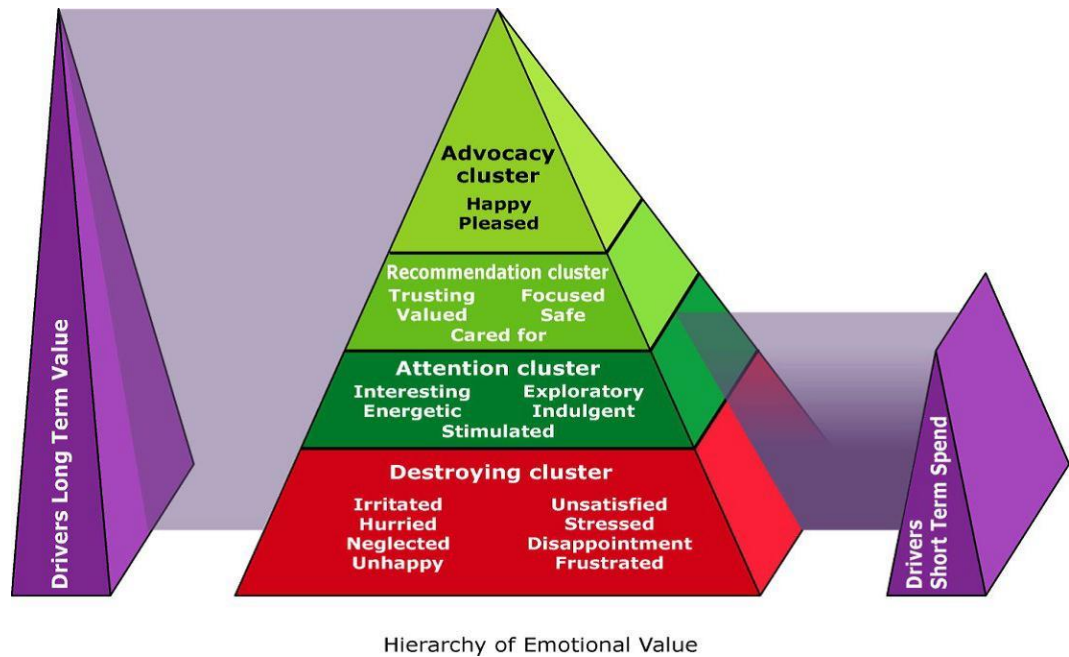 Drivers Long Term Value
Advocacy
cluster
Happy
Pleased
Recommendation cluster
Trusting Focused
Valued Safe
Cared for
Attention cluster
Interesting Exploratory
Energetic Indulgent
Stimulated
Destroying cluster
Irritated Unsatisfied
Hurried Stressed
Neglected Disappointment
Unhappy Frustrated
Drivers
Short Term Spend
Hierarchy of Emotional Value